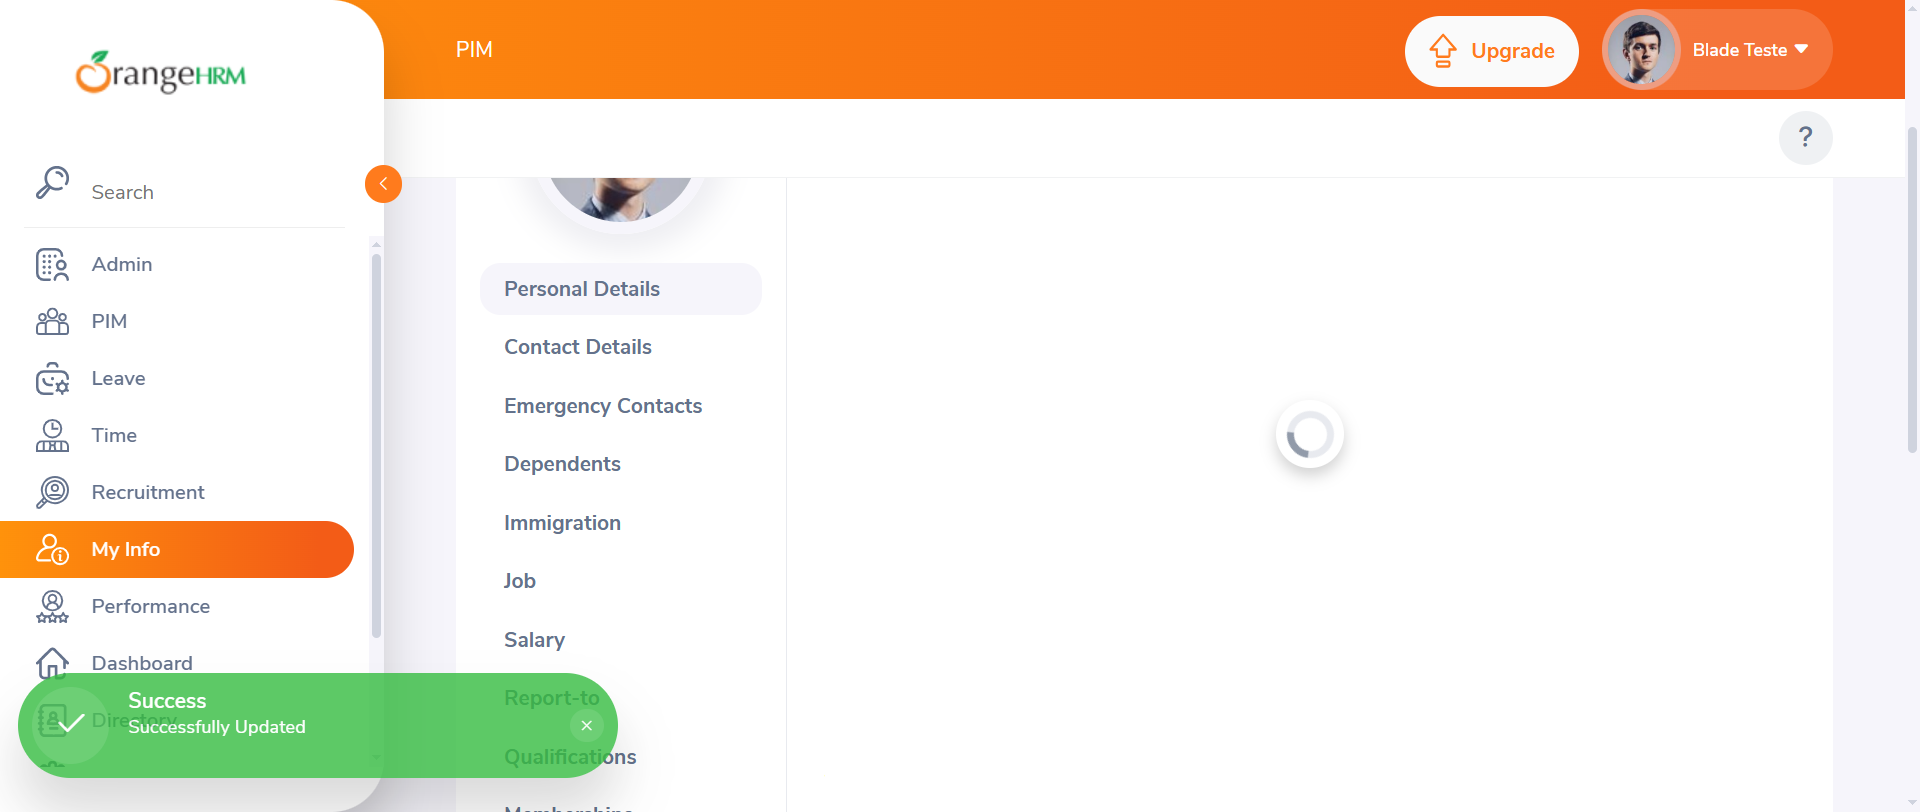 OrangeHRM
PIM
Upgrade
Blade Teste
?
Search
Admin
PIM
Leave
Time
Recruitment
My Info
Performance
Dashboard
Directory
Personal Details
Contact Details
Emergency Contacts
Dependents
Immigration
Job
Salary
Report-to
Qualifications
Memberships
Success
Successfully Updated